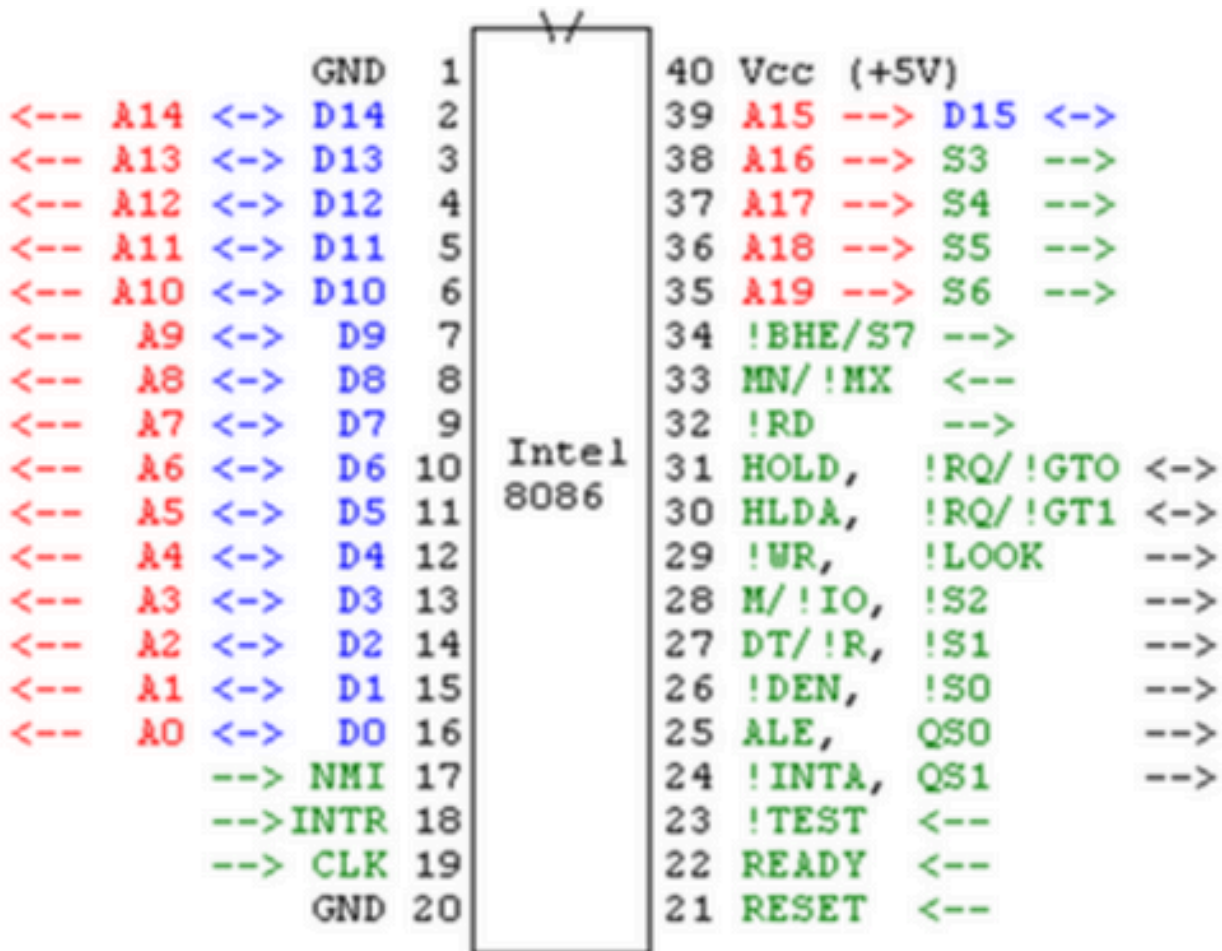 GND 1 40 Vcc (+5V)
<-- A14 <-> D14 2 39 A15 --> D15 <->
<-- A13 <-> D13 3 38 A16 --> S3 -->
<-- A12 <-> D12 4 37 A17 --> S4 -->
<-- A11 <-> D11 5 36 A18 --> S5 -->
<-- A10 <-> D10 6 35 A19 --> S6 -->
<-- A9 <-> D9 7 34 !BHE/S7 -->
<-- A8 <-> D8 8 33 MN/!MX <--
<-- A7 <-> D7 9 32 !RD -->
<-- A6 <-> D6 10 Intel 31 HOLD, !RQ/!GT0 <->
<-- A5 <-> D5 11 8086 30 HLDA, !RQ/!GT1 <->
<-- A4 <-> D4 12 29 !WR, !LOOK -->
<-- A3 <-> D3 13 28 M/!IO, !S2 -->
<-- A2 <-> D2 14 27 DT/!R, !S1 -->
<-- A1 <-> D1 15 26 !DEN, !S0 -->
<-- A0 <-> D0 16 25 ALE, QS0 -->
--> NMI 17 24 !INTA, QS1 -->
-->INTR 18 23 !TEST <--
--> CLK 19 22 READY <--
GND 20 21 RESET <--